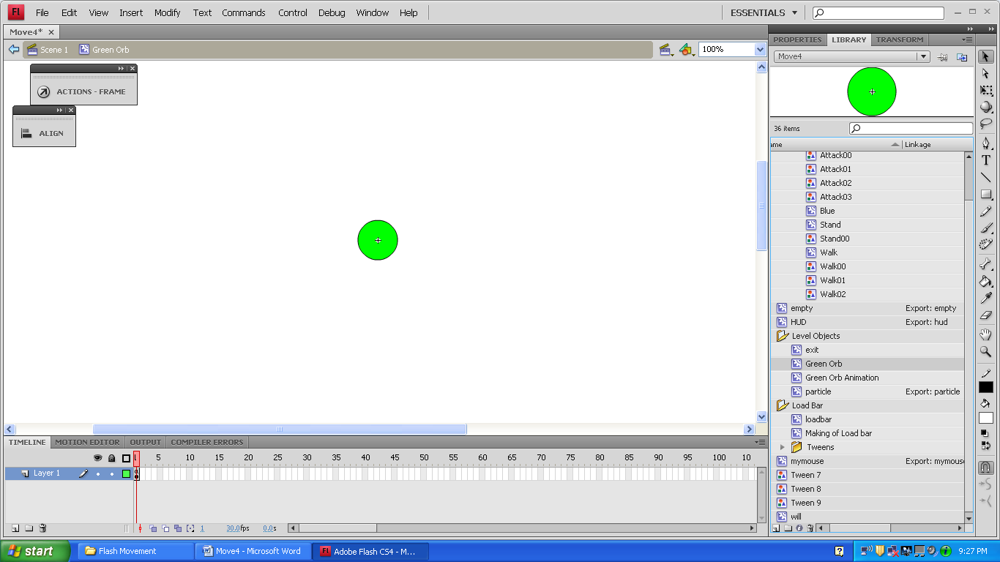 Fl File Edit View Insert Modify Text Commands Control Debug Window Help ESSENTIALS
Move4* ×
Scene 1 Green Orb 100%
ACTIONS - FRAME
ALIGN
PROPERTIES LIBRARY TRANSFORM
Move4
36 items
ame Linkage
Attack00
Attack01
Attack02
Attack03
Blue
Stand
Stand00
Walk
Walk00
Walk01
Walk02
empty Export: empty
HUD Export: hud
Level Objects
exit
Green Orb
Green Orb Animation
particle Export: particle
Load Bar
loadbar
Making of Load bar
Tweens
mymouse Export: mymous
Tween 7
Tween 8
Tween 9
will
T
TIMELINE MOTION EDITOR OUTPUT COMPILER ERRORS
1 5 10 15 20 25 30 35 40 45 50 55 60 65 70 75 80 85 90 95 100 10
Layer 1
1 30.0fps 0.0s
start Flash Movement Move4 - Microsoft Word Fl Adobe Flash CS4 - M... 9:27 PM